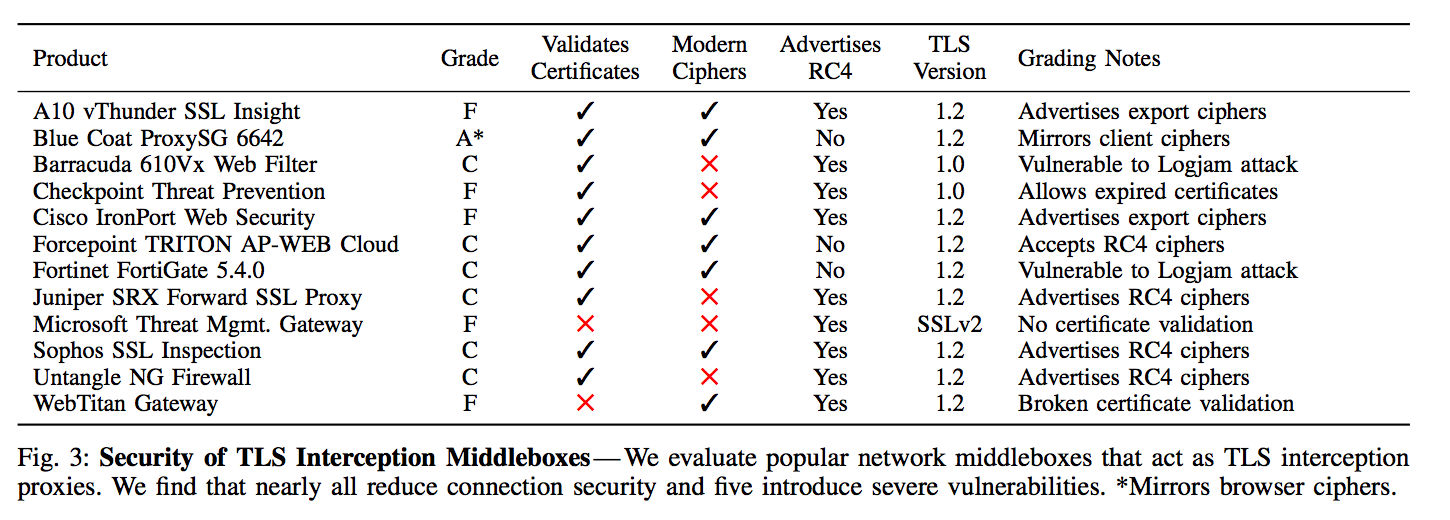 Product Grade Validates Certificates Modern Ciphers Advertises RC4 TLS Version Grading Notes
A10 vThunder SSL Insight F ✓ ✓ Yes 1.2 Advertises export ciphers
Blue Coat ProxySG 6642 A* ✓ ✓ No 1.2 Mirrors client ciphers
Barracuda 610Vx Web Filter C ✓ ✕ Yes 1.0 Vulnerable to Logjam attack
Checkpoint Threat Prevention F ✓ ✕ Yes 1.0 Allows expired certificates
Cisco IronPort Web Security F ✓ ✓ Yes 1.2 Advertises export ciphers
Forcepoint TRITON AP-WEB Cloud C ✓ ✓ No 1.2 Accepts RC4 ciphers
Fortinet FortiGate 5.4.0 C ✓ ✓ No 1.2 Vulnerable to Logjam attack
Juniper SRX Forward SSL Proxy C ✓ ✕ Yes 1.2 Advertises RC4 ciphers
Microsoft Threat Mgmt. Gateway F ✕ ✕ Yes SSLv2 No certificate validation
Sophos SSL Inspection C ✓ ✓ Yes 1.2 Advertises RC4 ciphers
Untangle NG Firewall C ✓ ✕ Yes 1.2 Advertises RC4 ciphers
WebTitan Gateway F ✕ ✓ Yes 1.2 Broken certificate validation
Fig. 3: Security of TLS Interception Middleboxes—We evaluate popular network middleboxes that act as TLS interception
proxies. We find that nearly all reduce connection security and five introduce severe vulnerabilities. *Mirrors browser ciphers.